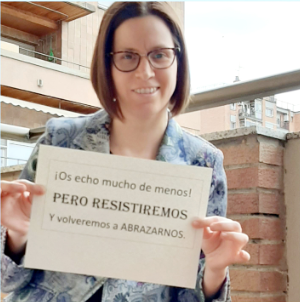 ¡Os echo mucho de menos!
PERO RESISTIREMOS
Y volveremos a ABRAZARNOS.